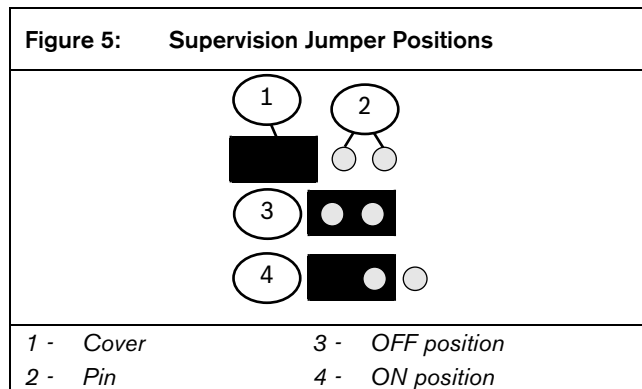 Figure 5: Supervision Jumper Positions
1 2
3
4
1 - Cover 3 - OFF position
2 - Pin 4 - ON position